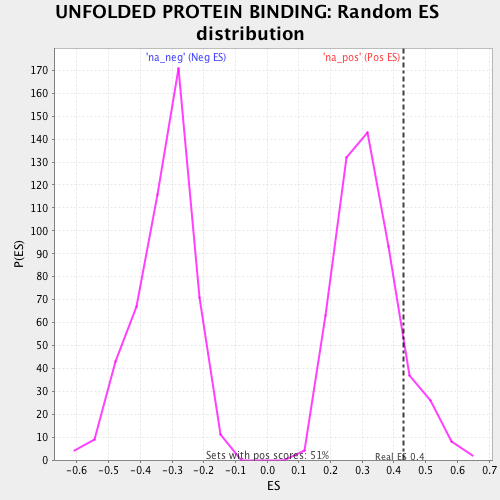 UNFOLDED PROTEIN BINDING: Random ES
distribution
'na_neg' (Neg ES)
'na_pos' (Pos ES)
P(ES)
170
160
150
140
130
120
110
100
90
80
70
60
50
40
30
20
10
0
Sets with pos scores: 51%
Real ES 0.4
-0.6 -0.5 -0.4 -0.3 -0.2 -0.1 0.0 0.1 0.2 0.3 0.4 0.5 0.6 0.7
ES